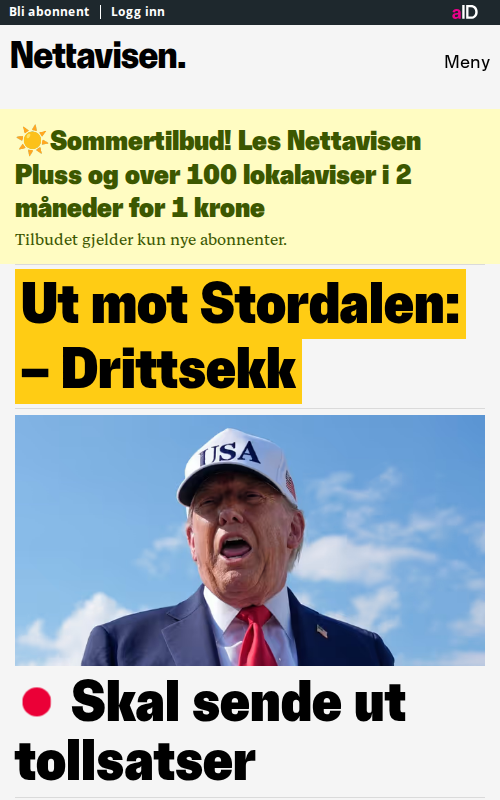 Bli abonnent
Logg inn
aID
Nettavisen.
Meny
☀️Sommertilbud! Les Nettavisen
Pluss og over 100 lokalaviser i 2
måneder for 1 krone
Tilbudet gjelder kun nye abonnenter.
Ut mot Stordalen:
– Drittsekk
USA
Skal sende ut
tollsatser